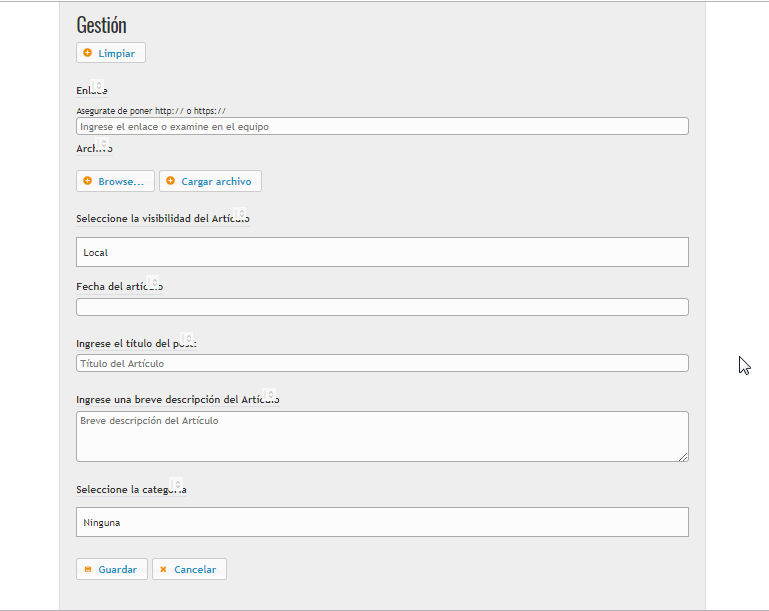 Gestión
Limpiar
Enlace
Asegurate de poner http:// o https://
Ingrese el enlace o examine en el equipo
Archivo
Browse... Cargar archivo
Seleccione la visibilidad del Artículo
Local
Fecha del artículo
Ingrese el título del post:
Título del Artículo
Ingrese una breve descripción del Artículo
Breve descripción del Artículo
Seleccione la categoria
Ninguna
Guardar Cancelar